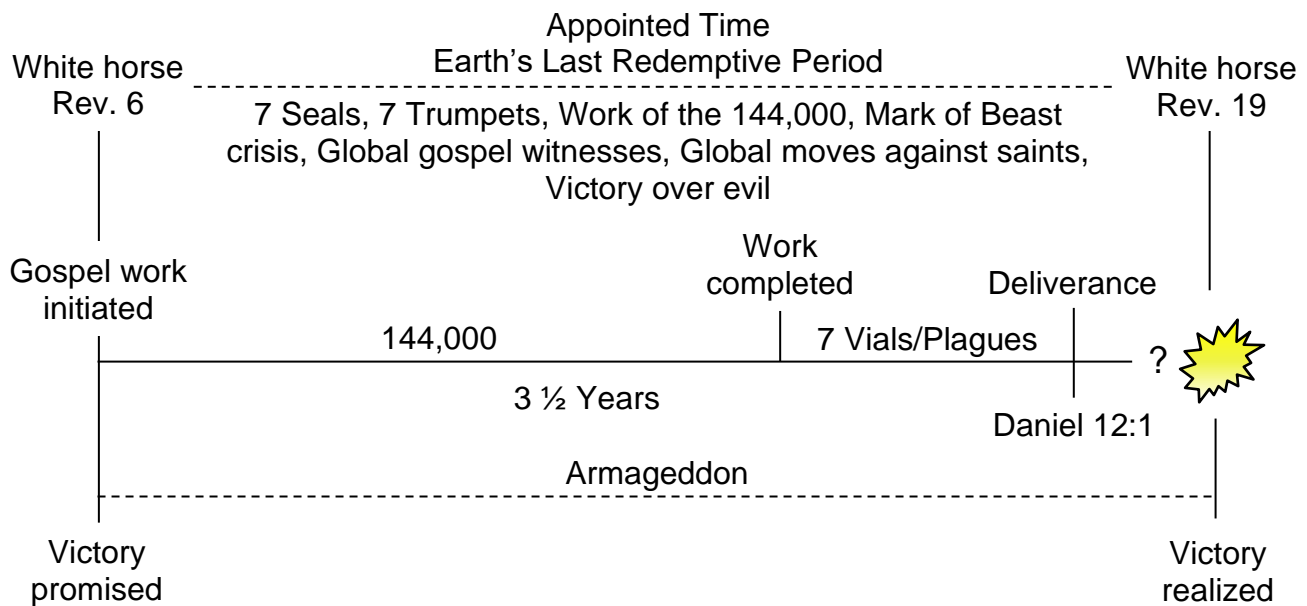 Appointed Time
Earth's Last Redemptive Period
White horse
Rev. 6
White horse
Rev. 19
7 Seals, 7 Trumpets, Work of the 144,000, Mark of Beast
crisis, Global gospel witnesses, Global moves against saints,
Victory over evil
Gospel work
initiated
Work
completed
Deliverance
144,000
7 Vials/Plagues
?
3 ½ Years
Daniel 12:1
Armageddon
Victory
promised
Victory
realized